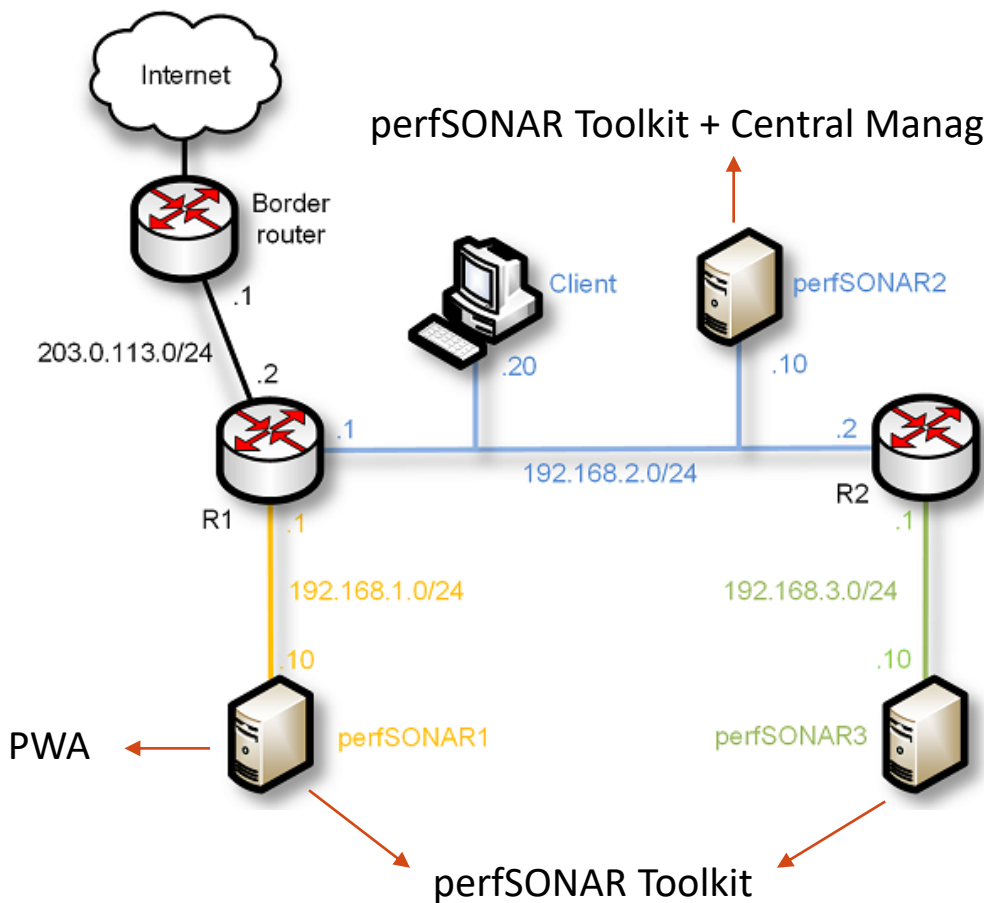 Internet
perfSONAR Toolkit + Central Manag
Border
router
.1
Client
perfSONAR2
203.0.113.0/24
.2
.20
.10
.1
.2
192.168.2.0/24
R1
R2
.1
.1
192.168.1.0/24
192.168.3.0/24
.10
.10
PWA
perfSONAR1
perfSONAR3
perfSONAR Toolkit